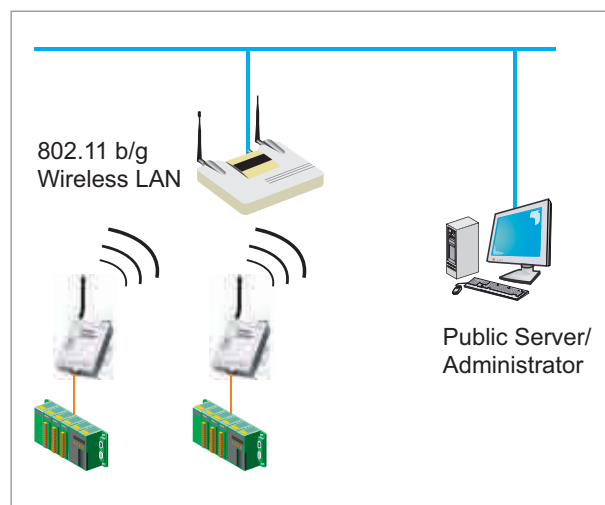 802.11 b/g
Wireless LAN
Public Server/
Administrator